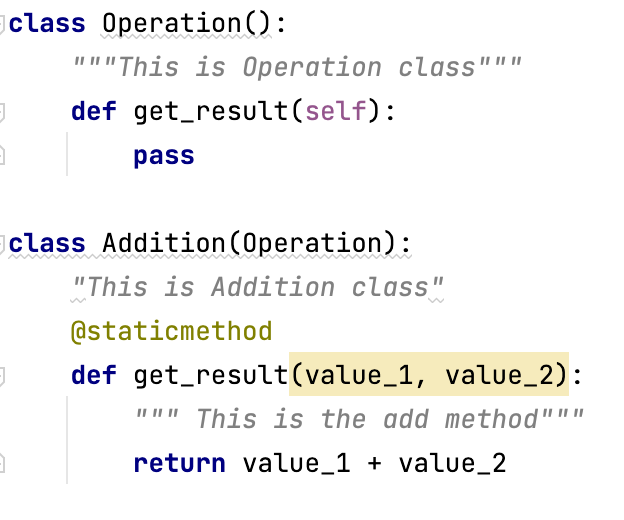 class Operation():
    """This is Operation class"""
    def get_result(self):
        pass

class Addition(Operation):
    "This is Addition class"
    @staticmethod
    def get_result(value_1, value_2):
        """ This is the add method"""
        return value_1 + value_2